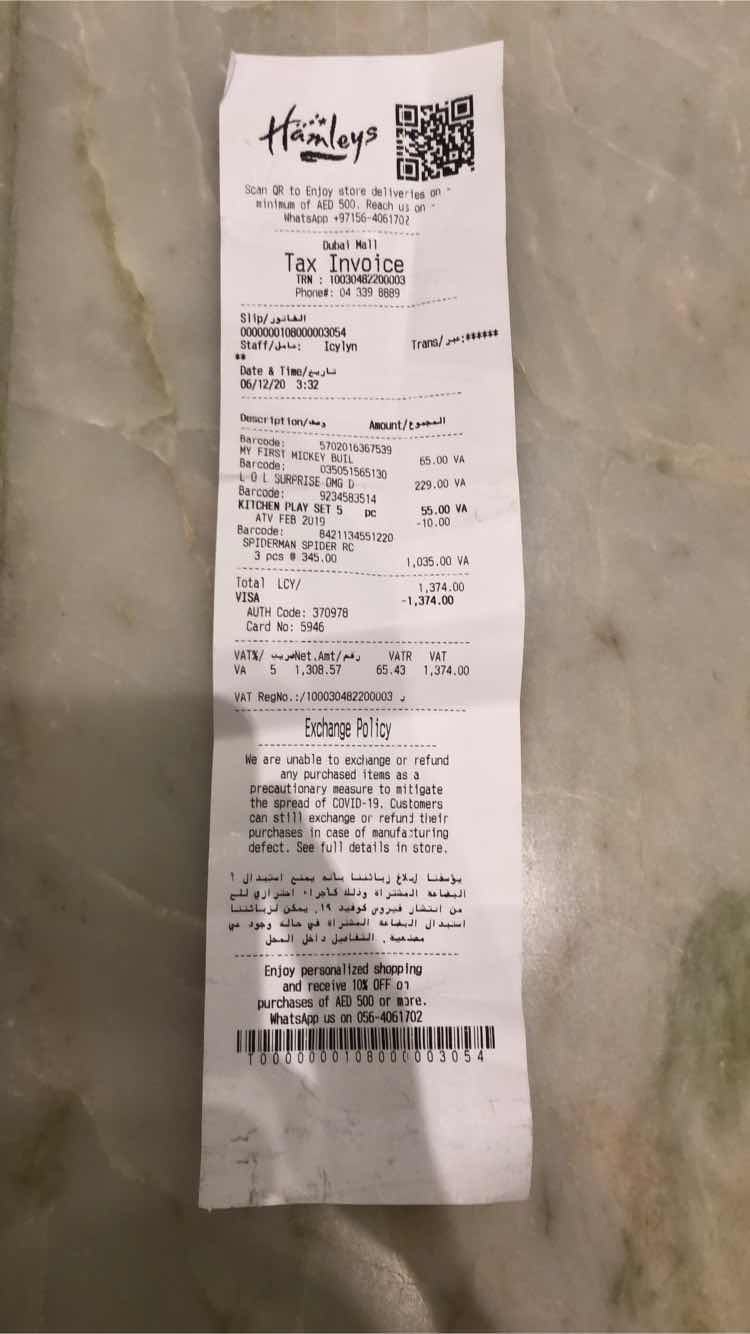 Hamleys
Scan QR to Enjoy store deliveries on -
minimum of AED 500. Reach us on -
WhatsApp +97156-4061702
Dubai Mall
Tax Invoice
TRN : 10030482200003
Phone#: 04 339 8889
Slip/الفاتور
0000000108000003054
Staff/عامل: Icylyn Trans/عبر:******
**
Date & Time/تاريخ
06/12/20 3:32
Description/وصف Amount/المجموع
Barcode: 5702016367539
MY FIRST MICKEY BUIL 65.00 VA
Barcode: 035051565130
L O L SURPRISE OMG D 229.00 VA
Barcode: 9234583514
KITCHEN PLAY SET 5 pc 55.00 VA
ATV FEB 2019 -10.00
Barcode: 8421134551220
SPIDERMAN SPIDER RC
3 pcs @ 345.00 1,035.00 VA
Total LCY/ 1,374.00
VISA -1,374.00
AUTH Code: 370978
Card No: 5946
VAT%/ ضريب Net.Amt/رقم VATR VAT
VA 5 1,308.57 65.43 1,374.00
VAT RegNo.:/100030482200003 ر
Exchange Policy
We are unable to exchange or refund
any purchased items as a
precautionary measure to mitigate
the spread of COVID-19. Customers
can still exchange or refund their
purchases in case of manufacturing
defect. See full details in store.
يؤسفنا إبلاغ زبائننا بأنه يمنع استبدال أ
البضاعة المشتراة وذلك كأجراء احترازي للح
من انتشار فيروس كوفيد ١٩. يمكن لزبائننا
استبدال البضاعة المشتراة في حالة وجود عي
مصنعية. التفاصيل داخل المحل
Enjoy personalized shopping
and receive 10% OFF on
purchases of AED 500 or more.
WhatsApp us on 056-4061702
T0000000108000003054